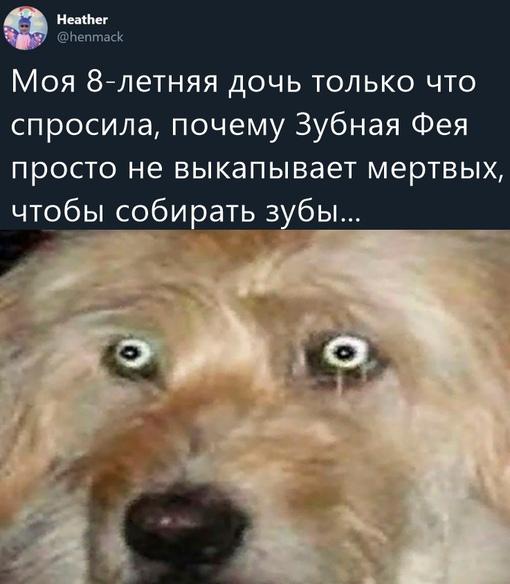 Heather
@henmack
Моя 8-летняя дочь только что
спросила, почему Зубная Фея
просто не выкапывает мертвых,
чтобы собирать зубы...